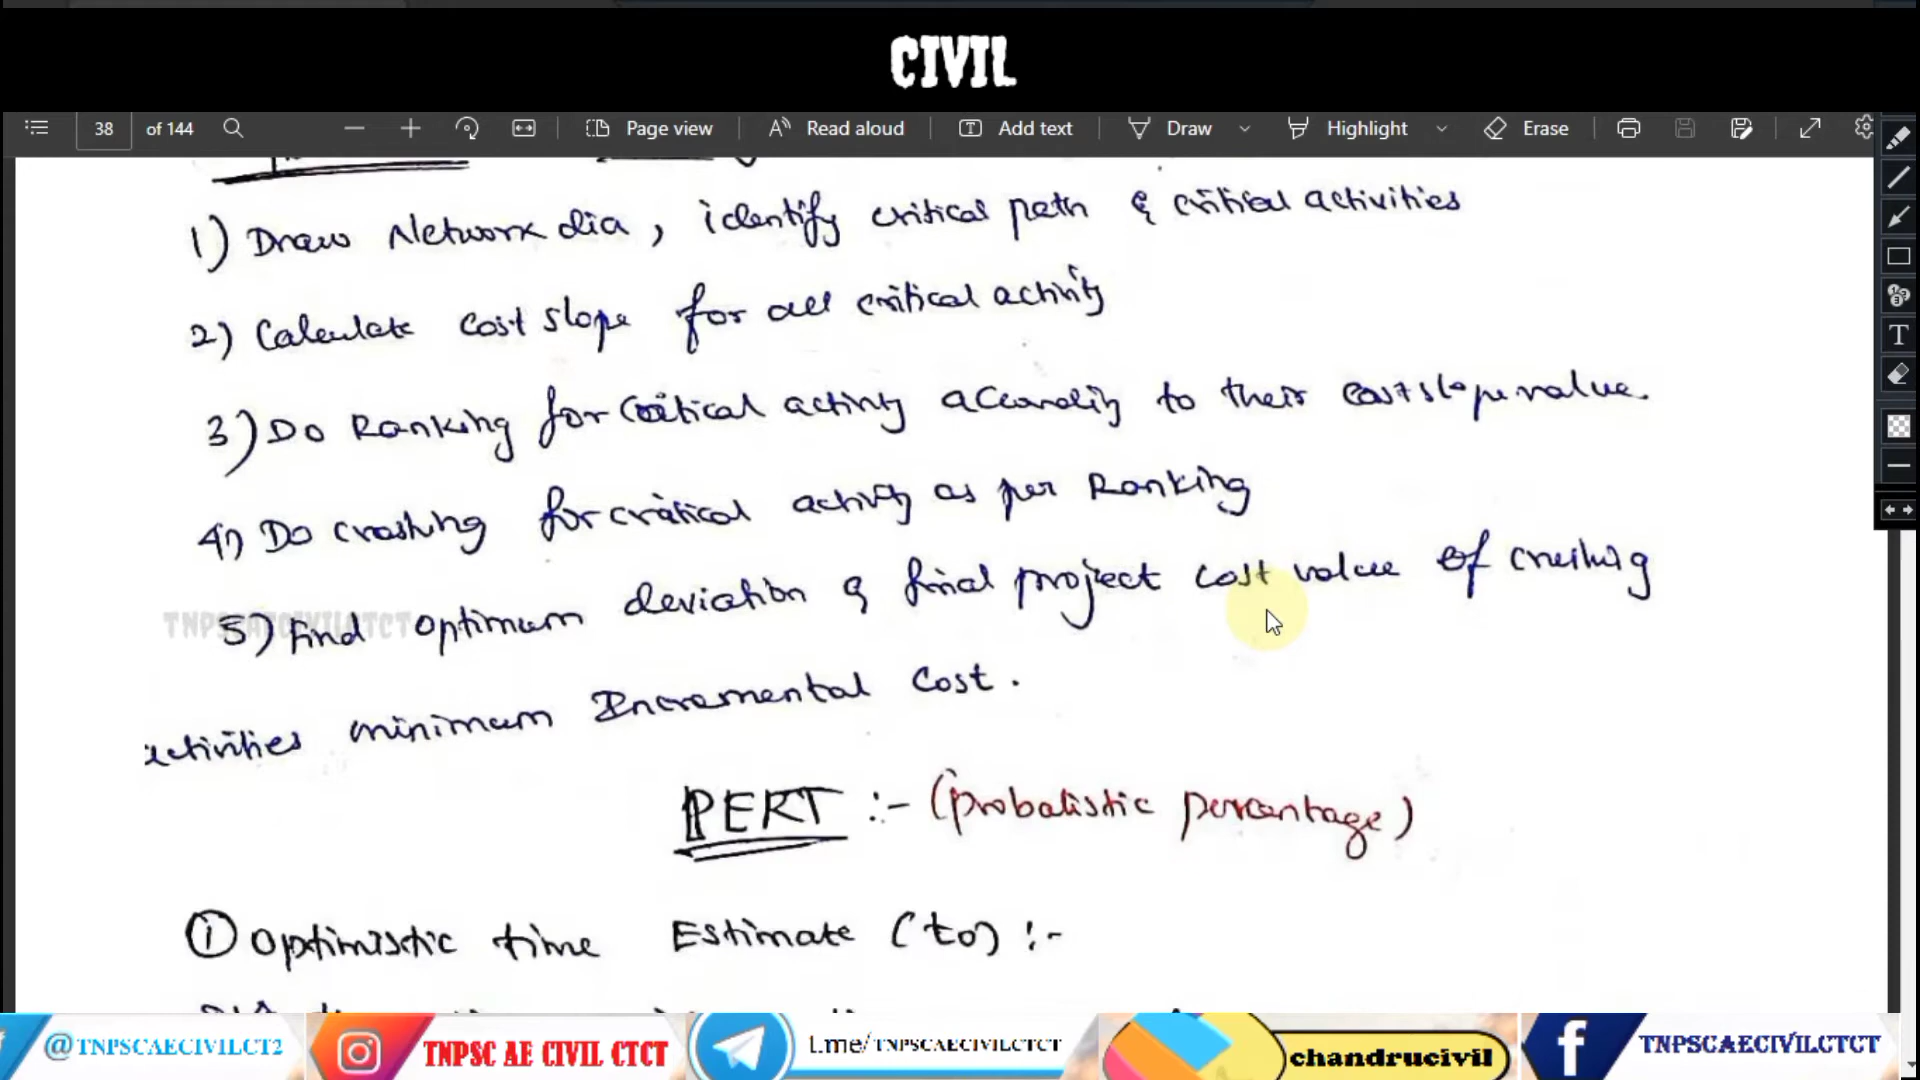 CIVIL
38 of 144 Page view Read aloud Add text Draw Highlight Erase
1) Draw Network dia, identify critical path & critical activities
2) Calculate cost slope for all critical activity
3) Do Ranking for critical activity according to their cost slope value.
4) Do crashing for critical activity as per Ranking
5) Find optimum deviation & final project cost value of crashing
TNPSCAECIVILCTCT
activities minimum Incremental Cost.
PERT :- (probalistic percentage)
① Optimistic time Estimate (to) :-
@TNPSCAECIVILCT2 TNPSC AE CIVIL CTCT t.me/TNPSCAECIVILCTCT chandrucivil TNPSCAECIVILCTCT